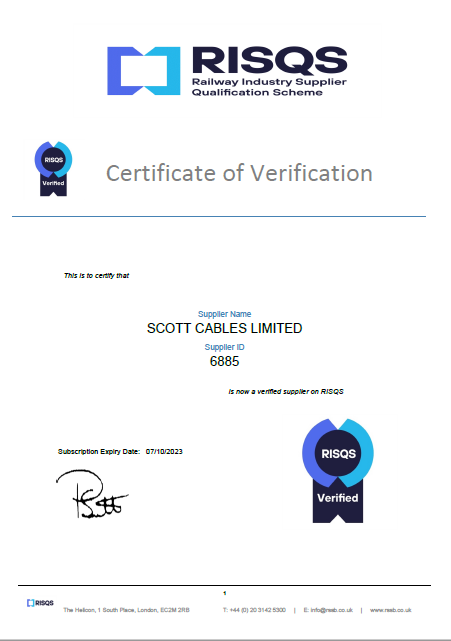 RISQS
Railway Industry Supplier
Qualification Scheme
RISQS
Verified
Certificate of Verification
This is to certify that
Supplier Name
SCOTT CABLES LIMITED
Supplier ID
6885
is now a verified supplier on RISQS
Subscription Expiry Date: 07/10/2023
RISQS
Verified
1
RISQS
The Helicon, 1 South Place, London, EC2M 2RB T: +44 (0) 20 3142 5300 | E: info@rssb.co.uk | www.rssb.co.uk